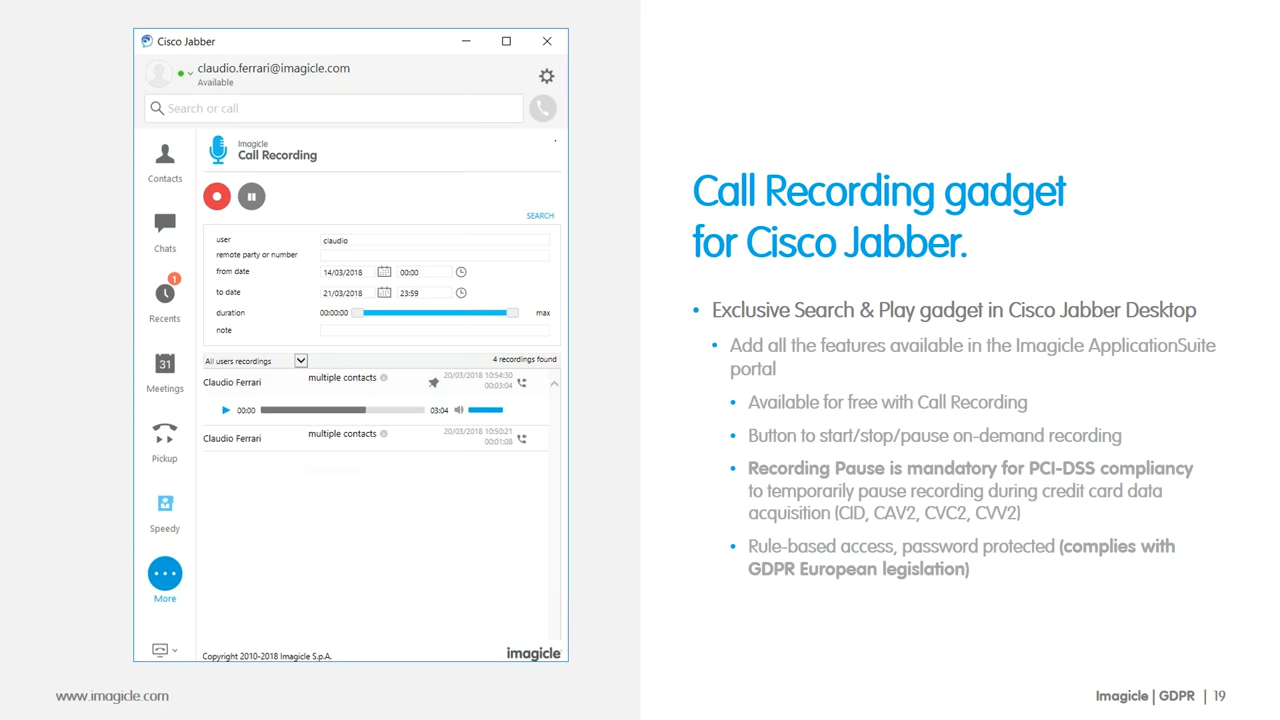 Cisco Jabber
claudio.ferrari@imagicle.com
Available
Search or call
Contacts
Chats
1
Recents
31
Meetings
Pickup
Speedy
More
Imagicle
Call Recording
SEARCH
user claudio
remote party or number
from date 14/03/2018 00:00
to date 21/03/2018 23:59
duration 00:00:00 max
note
All users recordings 4 recordings found
Claudio Ferrari multiple contacts 20/03/2018 10:54:30
00:03:04
00:00 03:04
Claudio Ferrari multiple contacts 20/03/2018 10:50:21
00:01:08
Copyright 2010-2018 Imagicle S.p.A. imagicle
Call Recording gadget
for Cisco Jabber.
• Exclusive Search & Play gadget in Cisco Jabber Desktop
• Add all the features available in the Imagicle ApplicationSuite
portal
• Available for free with Call Recording
• Button to start/stop/pause on-demand recording
• Recording Pause is mandatory for PCI-DSS compliancy
to temporarily pause recording during credit card data
acquisition (CID, CAV2, CVC2, CVV2)
• Rule-based access, password protected (complies with
GDPR European legislation)
www.imagicle.com
Imagicle | GDPR | 19